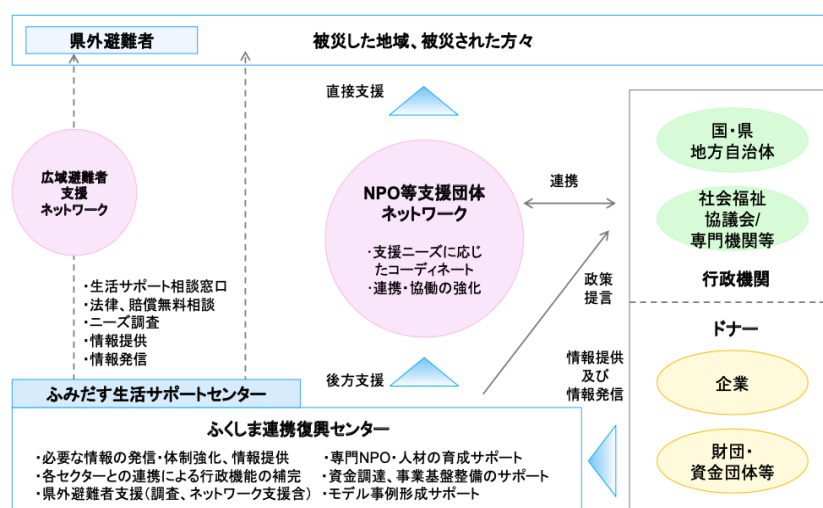 県外避難者
被災した地域、被災された方々
直接支援
広域避難者
支援
ネットワーク
NPO等支援団体
ネットワーク
・支援ニーズに応じ
たコーディネート
・連携・協働の強化
連携
国・県
地方自治体
社会福祉
協議会/
専門機関等
行政機関
政策
提言
・生活サポート相談窓口
・法律、賠償無料相談
・ニーズ調査
・情報提供
・情報発信
ドナー
企業
財団・
資金団体等
情報提供
及び
情報発信
後方支援
ふみだす生活サポートセンター
ふくしま連携復興センター
・必要な情報の発信・体制強化、情報提供
・各セクターとの連携による行政機能の補完
・県外避難者支援(調査、ネットワーク支援含)
・専門NPO・人材の育成サポート
・資金調達、事業基盤整備のサポート
・モデル事例形成サポート